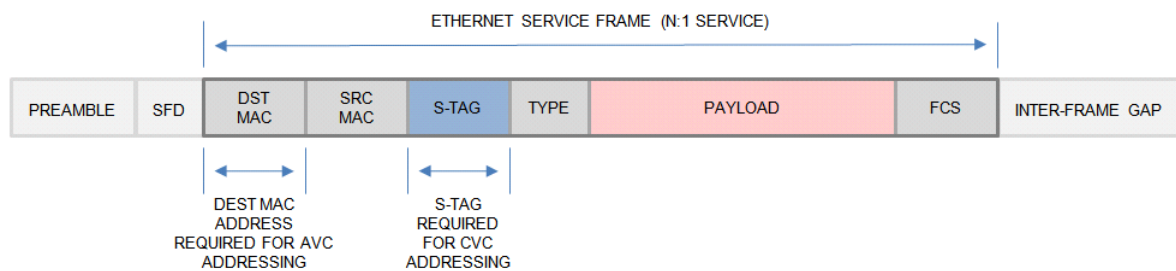 ETHERNET SERVICE FRAME (N:1 SERVICE)
PREAMBLE
SFD
DST
MAC
SRC
MAC
S-TAG
TYPE
PAYLOAD
FCS
INTER-FRAME GAP
DEST MAC
ADDRESS
REQUIRED FOR AVC
ADDRESSING
S-TAG
REQUIRED
FOR CVC
ADDRESSING